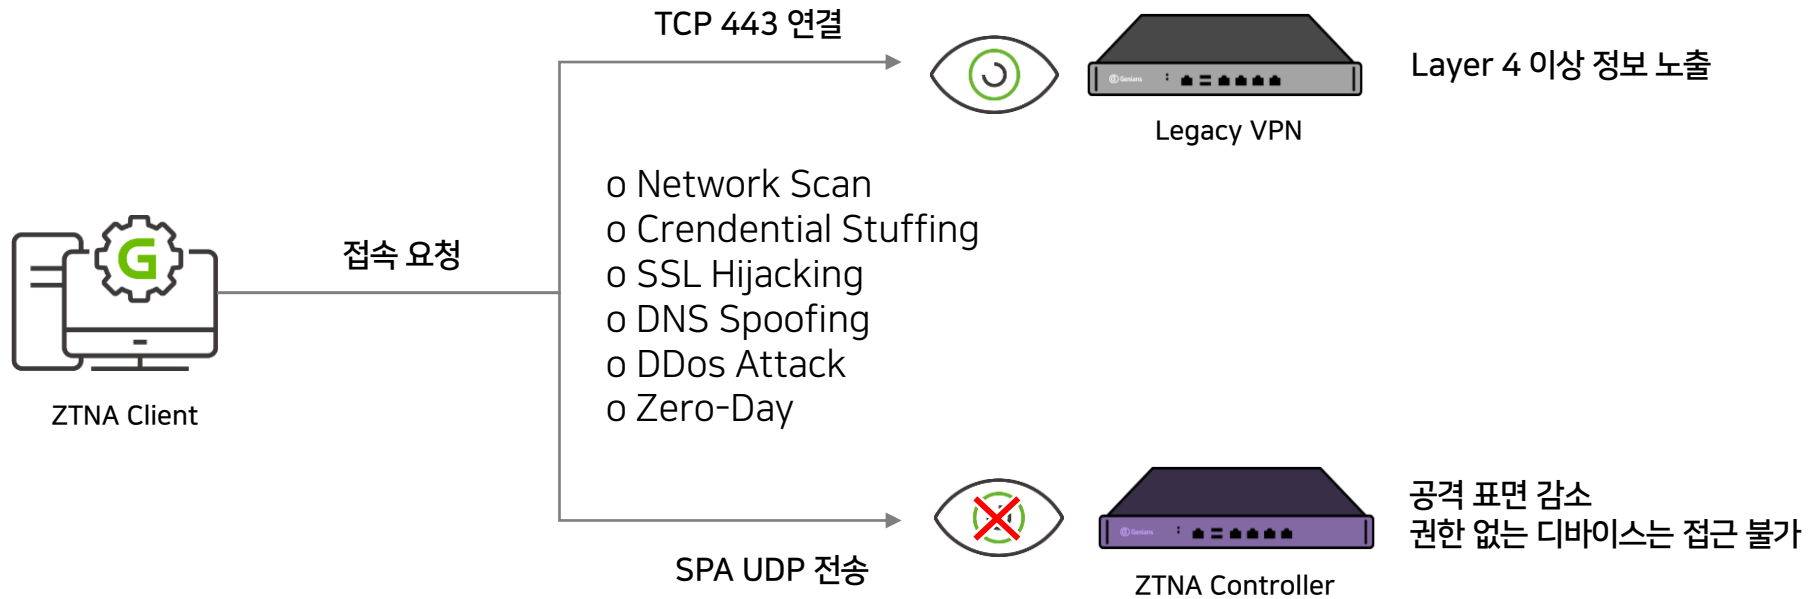 TCP 443 연결
Genians
Layer 4 이상 정보 노출
Legacy VPN
o Network Scan
o Crendential Stuffing
o SSL Hijacking
o DNS Spoofing
o DDos Attack
o Zero-Day
G
접속 요청
ZTNA Client
Genians
공격 표면 감소
권한 없는 디바이스는 접근 불가
SPA UDP 전송
ZTNA Controller